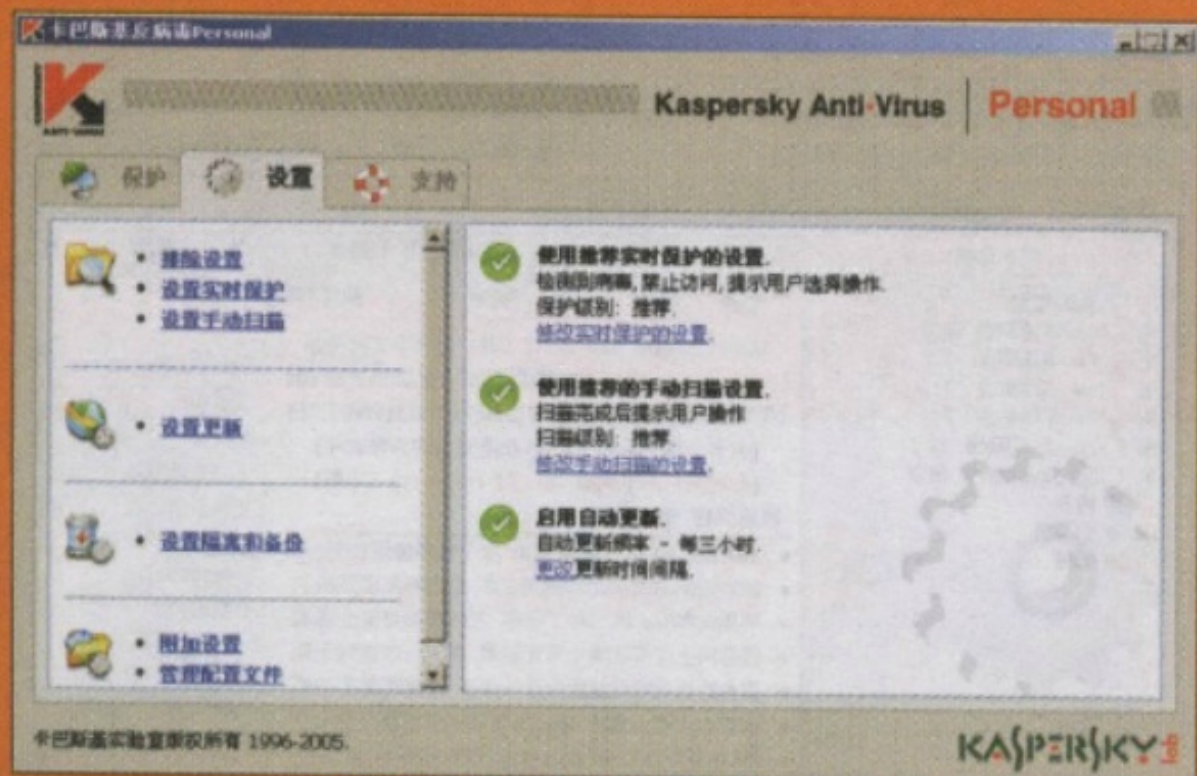 卡巴斯基反病毒Personal
ANTI-VIRUS
Kaspersky Anti-Virus | Personal
保护 设置 支持
• 排除设置
• 设置实时保护
• 设置手动扫描
• 设置更新
• 设置隔离和备份
• 附加设置
• 管理配置文件
使用推荐实时保护的设置.
检测到病毒, 禁止访问, 提示用户选择操作.
保护级别: 推荐.
修改实时保护的设置.
使用推荐的手动扫描设置.
扫描完成后提示用户操作
扫描级别: 推荐.
修改手动扫描的设置.
启用自动更新.
自动更新频率 - 每三小时.
更改更新时间间隔.
卡巴斯基实验室版权所有 1996-2005.
KASPERSKY lab